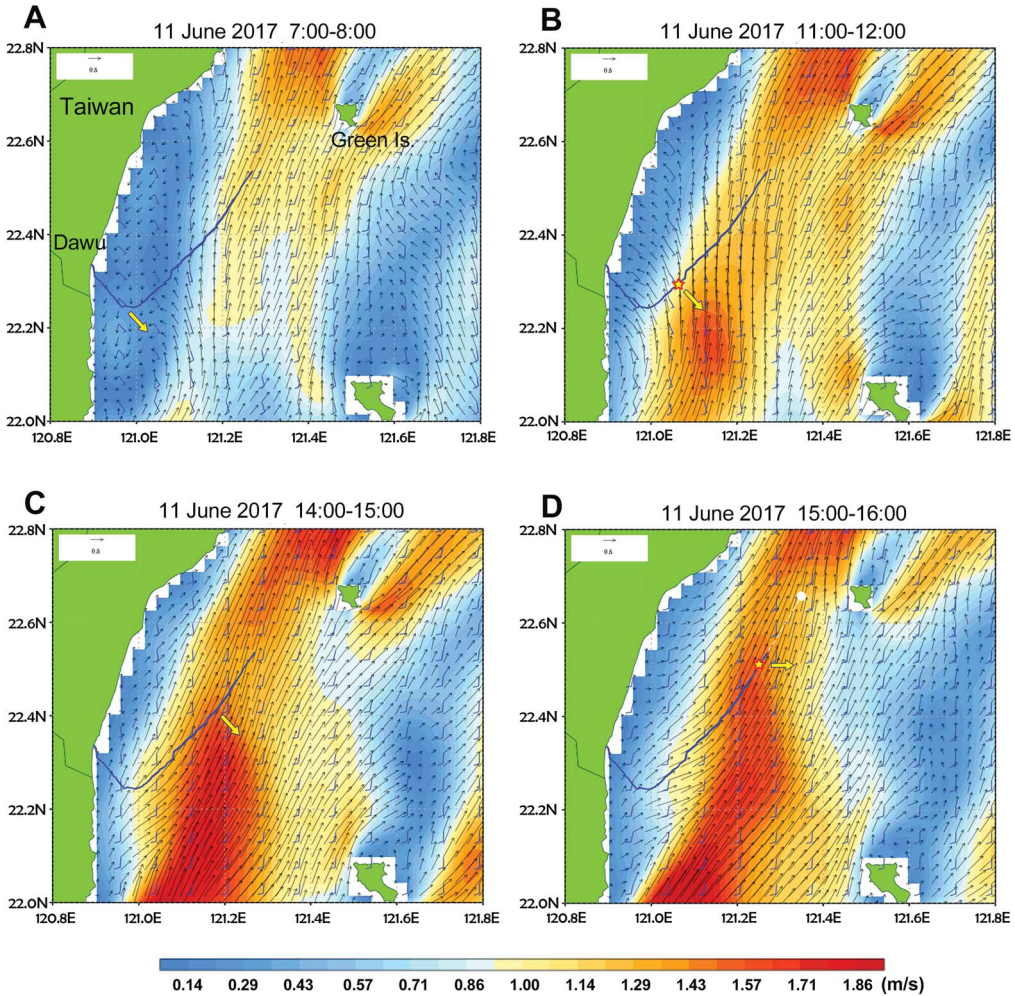 A
11 June 2017 7:00-8:00
22.8N
22.6N
22.4N
22.2N
22.0N
0.5
Taiwan
Green Is.
Dawu
120.8E 121.0E 121.2E 121.4E 121.6E 121.8E
B
11 June 2017 11:00-12:00
22.8N
22.6N
22.4N
22.2N
22.0N
0.5
120.8E 121.0E 121.2E 121.4E 121.6E 121.8E
C
11 June 2017 14:00-15:00
22.8N
22.6N
22.4N
22.2N
22.0N
0.5
120.8E 121.0E 121.2E 121.4E 121.6E 121.8E
D
11 June 2017 15:00-16:00
22.8N
22.6N
22.4N
22.2N
22.0N
0.5
120.8E 121.0E 121.2E 121.4E 121.6E 121.8E
0.14 0.29 0.43 0.57 0.71 0.86 1.00 1.14 1.29 1.43 1.57 1.71 1.86 (m/s)